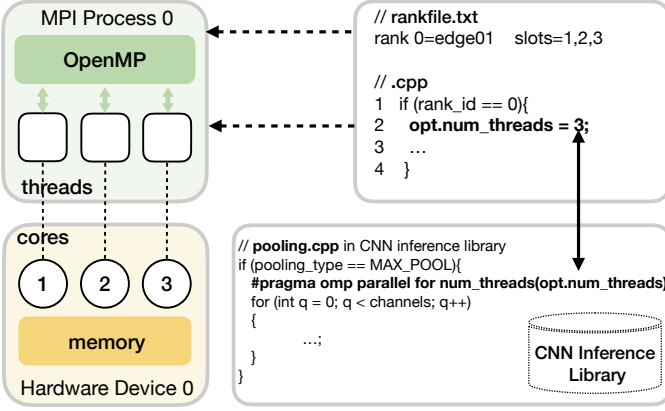 MPI Process 0
OpenMP
threads
cores
1 2 3
memory
Hardware Device 0
// rankfile.txt
rank 0=edge01 slots=1,2,3
// .cpp
1 if (rank_id == 0){
2 opt.num_threads = 3;
3 ...
4 }
// pooling.cpp in CNN inference library
if (pooling_type == MAX_POOL){
#pragma omp parallel for num_threads(opt.num_threads)
for (int q = 0; q < channels; q++)
{
...;
}
}
CNN Inference
Library